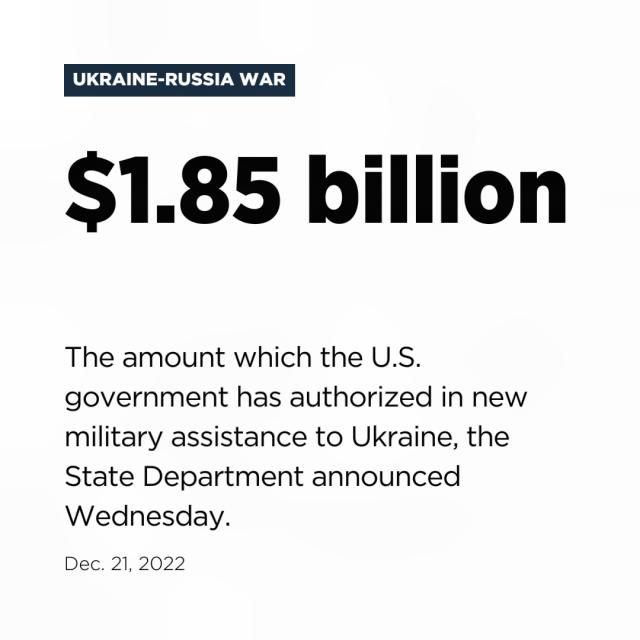 UKRAINE-RUSSIA WAR
$1.85 billion
The amount which the U.S.
government has authorized in new
military assistance to Ukraine, the
State Department announced
Wednesday.
Dec. 21, 2022